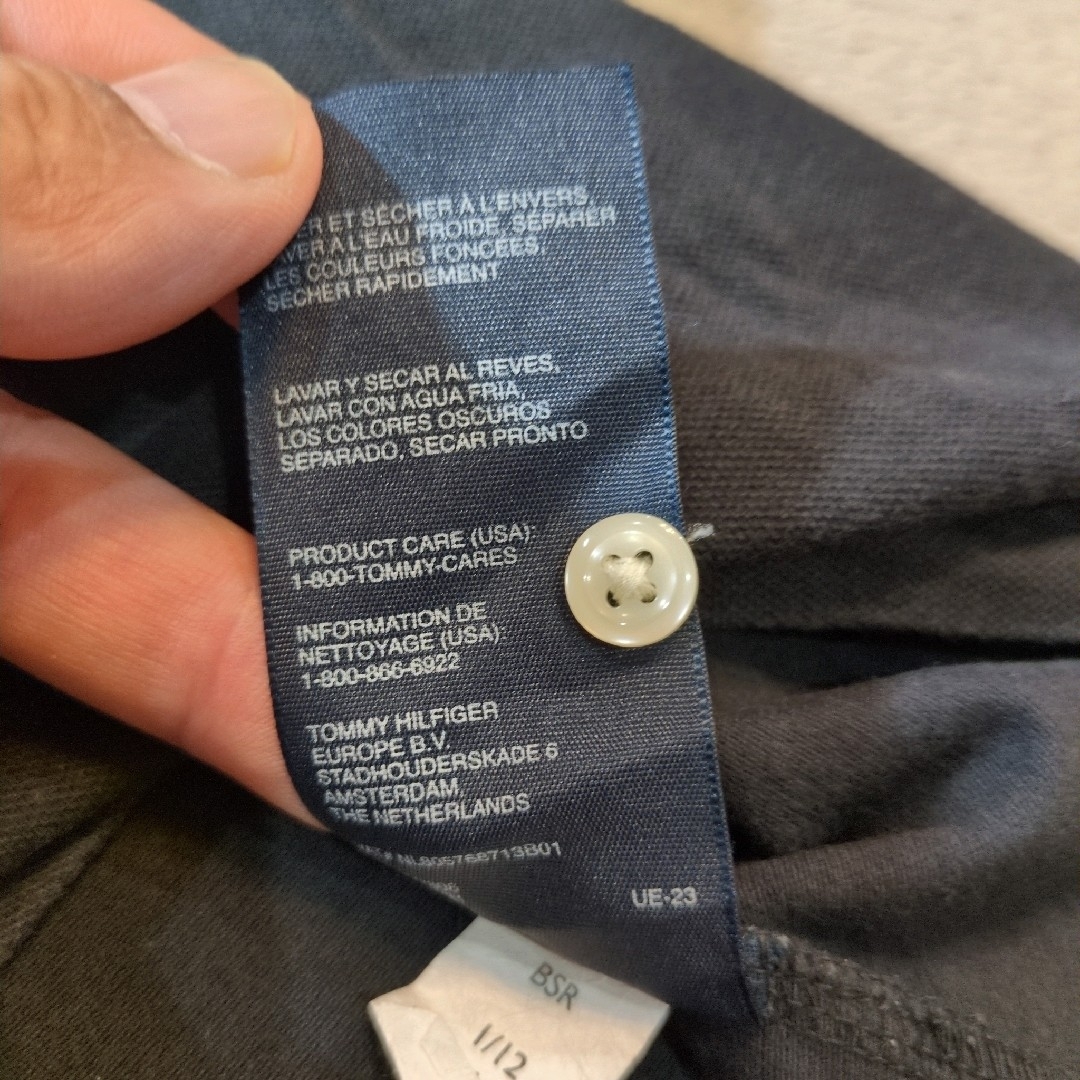 ET SÉCHER À L'ENVERS,
À L'EAU FROIDE, SÉPARER
LES COULEURS FONCÉES
SÉCHER RAPIDEMENT
LAVAR Y SECAR AL REVES,
LAVAR CON AGUA FRIA,
LOS COLORES OSCUROS
SEPARADO, SECAR PRONTO
PRODUCT CARE (USA):
1-800-TOMMY-CARES
INFORMATION DE
NETTOYAGE (USA):
1-800-866-6922
TOMMY HILFIGER
EUROPE B.V.
STADHOUDERSKADE 6
AMSTERDAM,
THE NETHERLANDS
NL805766713B01
UE-23
BSR
1/12